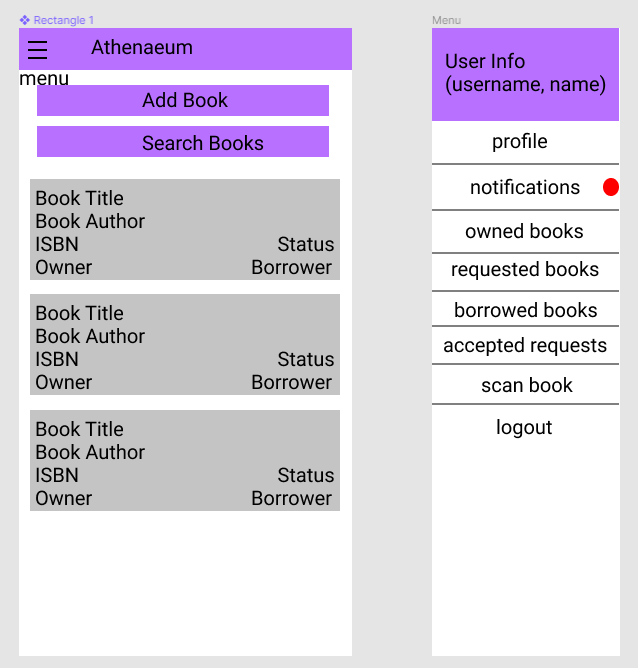 Rectangle 1
Athenaeum
menu
Add Book
Search Books
Book Title
Book Author
ISBN Status
Owner Borrower
Book Title
Book Author
ISBN Status
Owner Borrower
Book Title
Book Author
ISBN Status
Owner Borrower
Menu
User Info
(username, name)
profile
notifications
owned books
requested books
borrowed books
accepted requests
scan book
logout